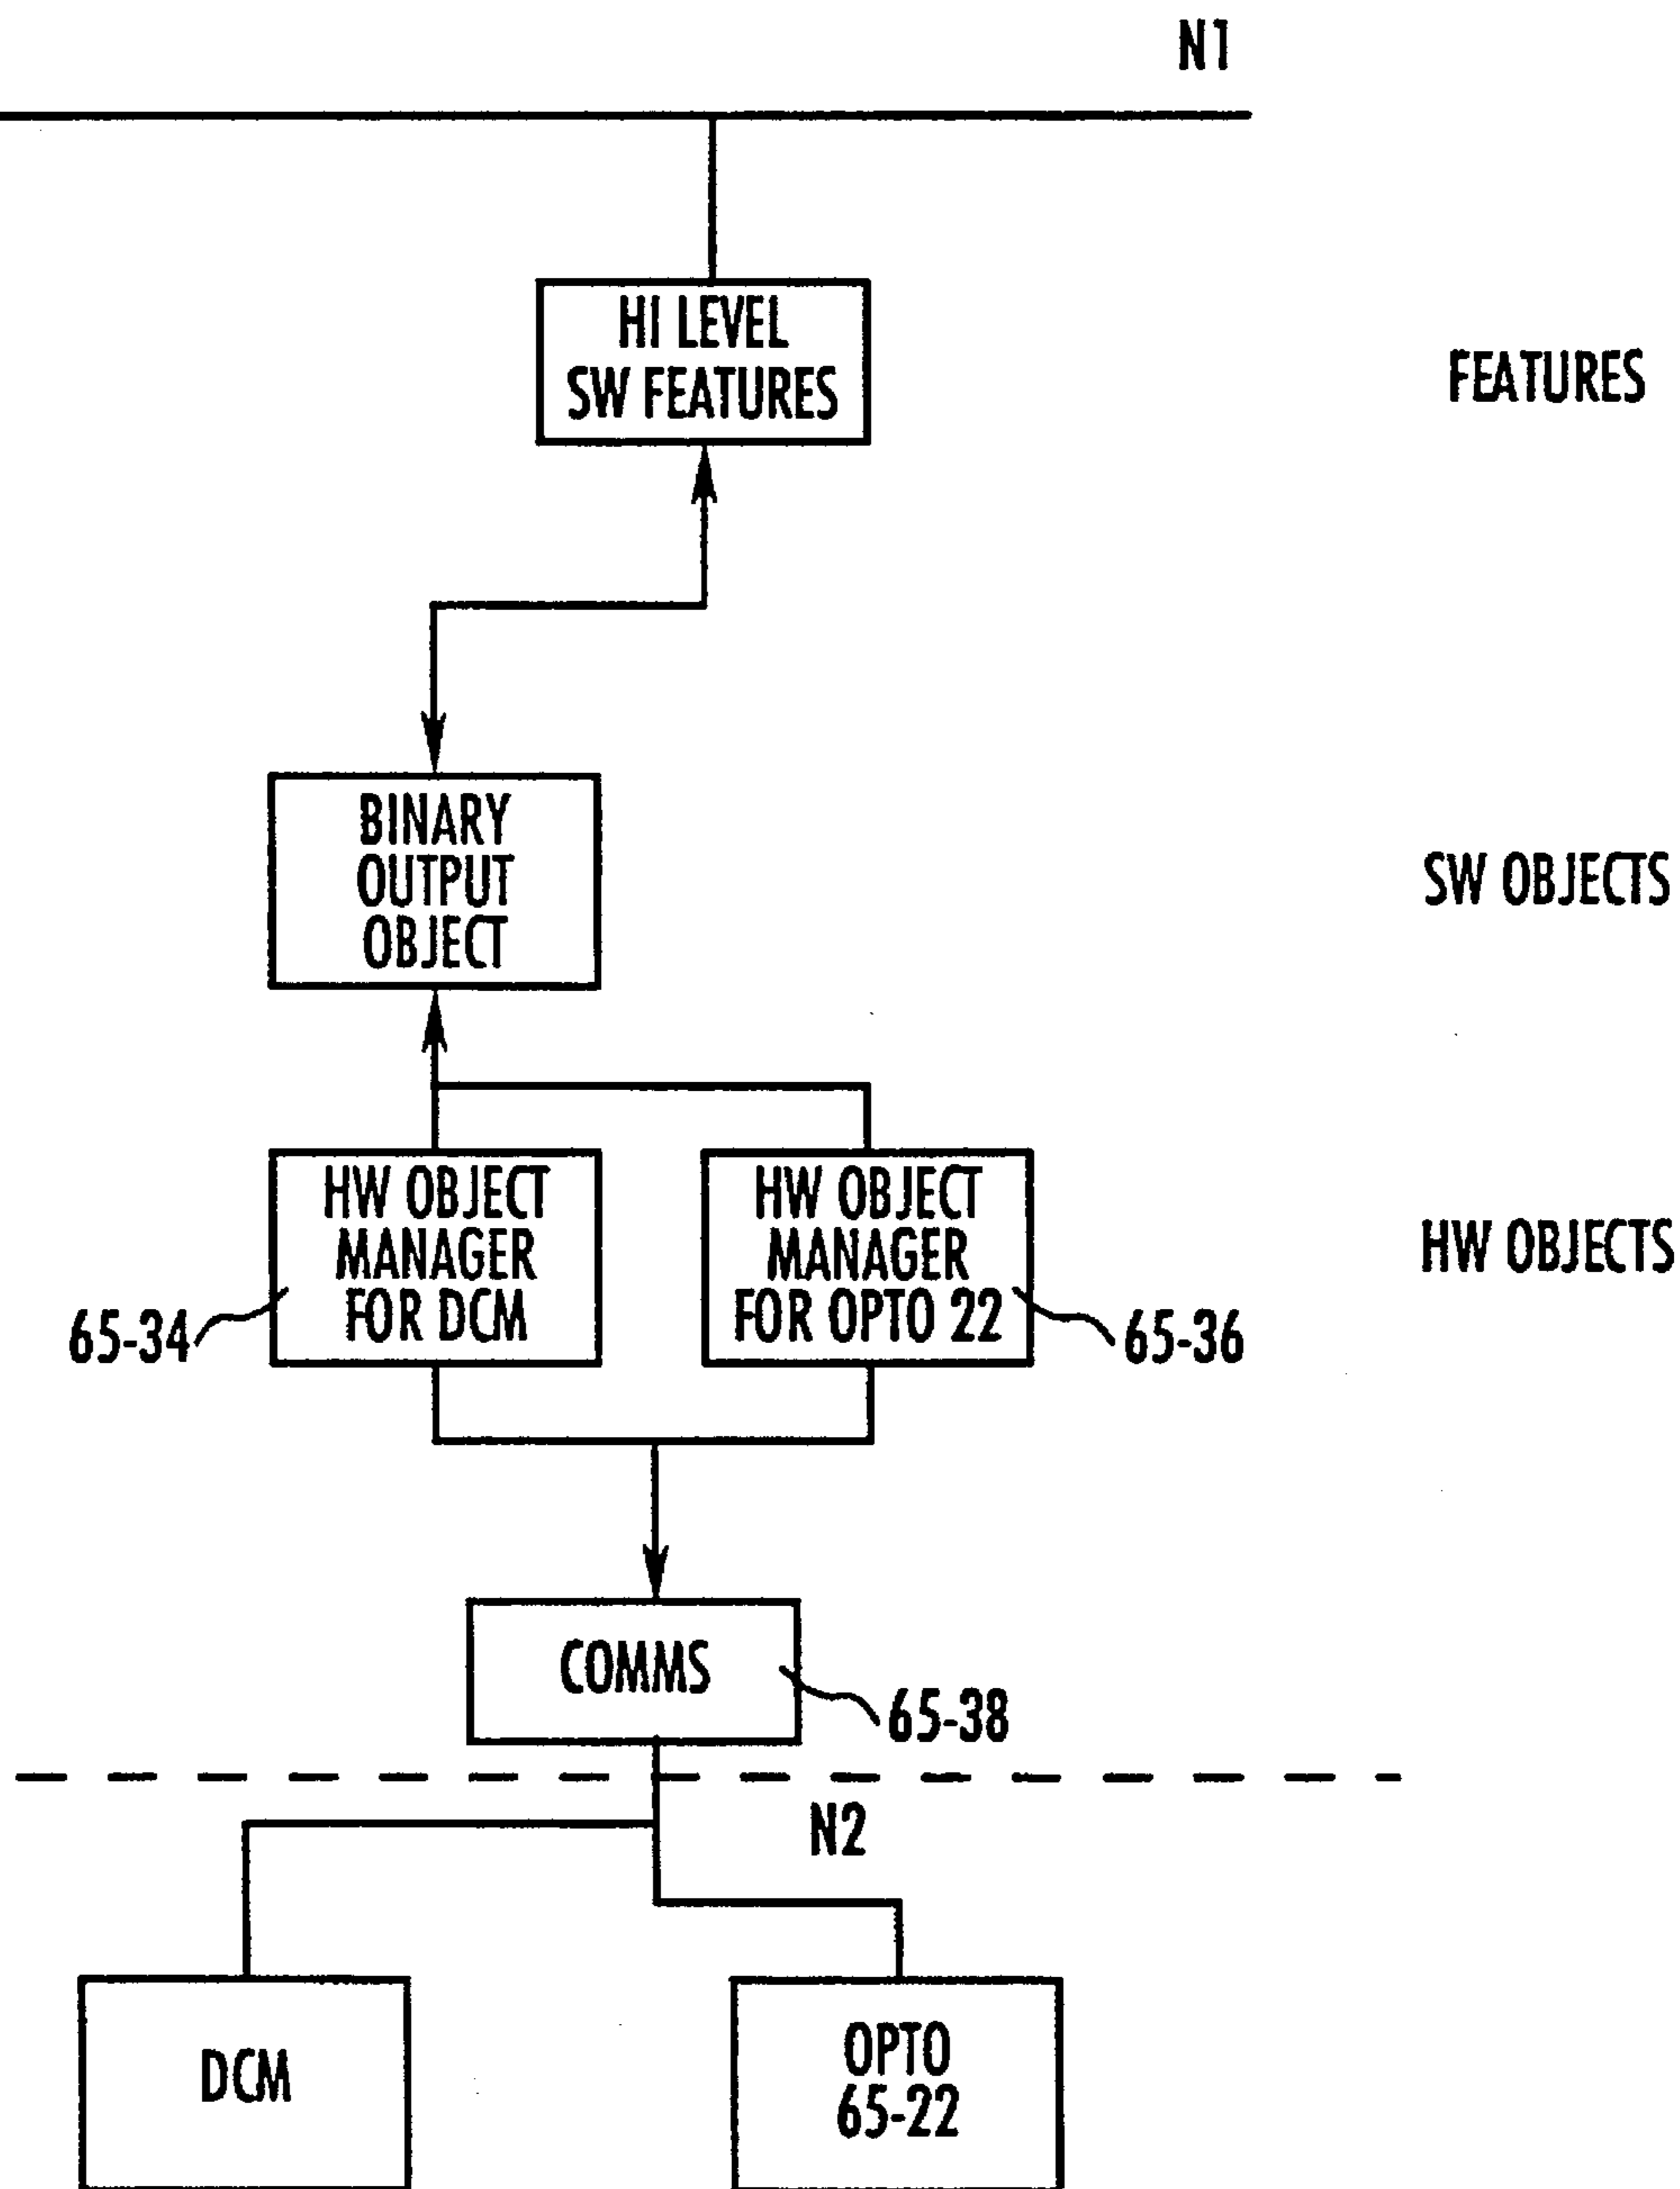 N1
HI LEVEL
SW FEATURES
FEATURES
BINARY
OUTPUT
OBJECT
SW OBJECTS
HW OBJECT
MANAGER
FOR DCM
HW OBJECT
MANAGER
FOR OPTO 22
HW OBJECTS
65-34
65-36
COMMS
65-38
N2
DCM
OPTO
65-22